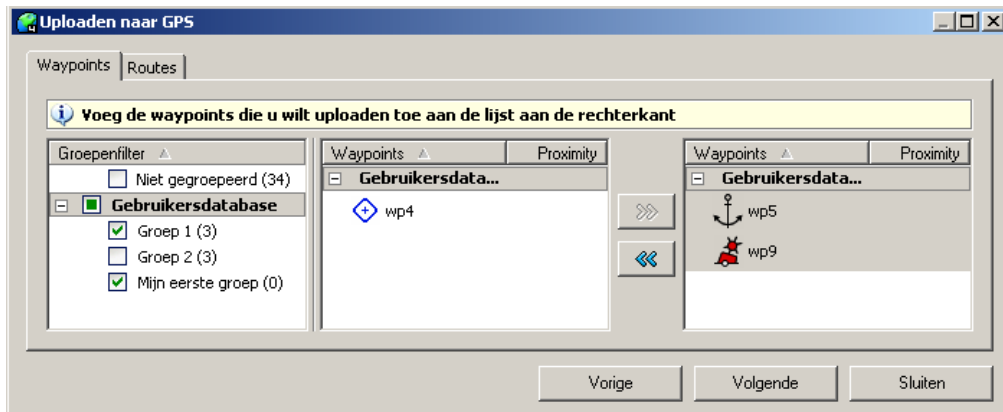 Uploaden naar GPS
Waypoints Routes
Voeg de waypoints die u wilt uploaden toe aan de lijst aan de rechterkant
Groepenfilter
Niet gegroepeerd (34)
Gebruikersdatabase
Groep 1 (3)
Groep 2 (3)
Mijn eerste groep (0)
Waypoints Proximity
Gebruikersdata...
wp4
Waypoints Proximity
Gebruikersdata...
wp5
wp9
Vorige Volgende Sluiten